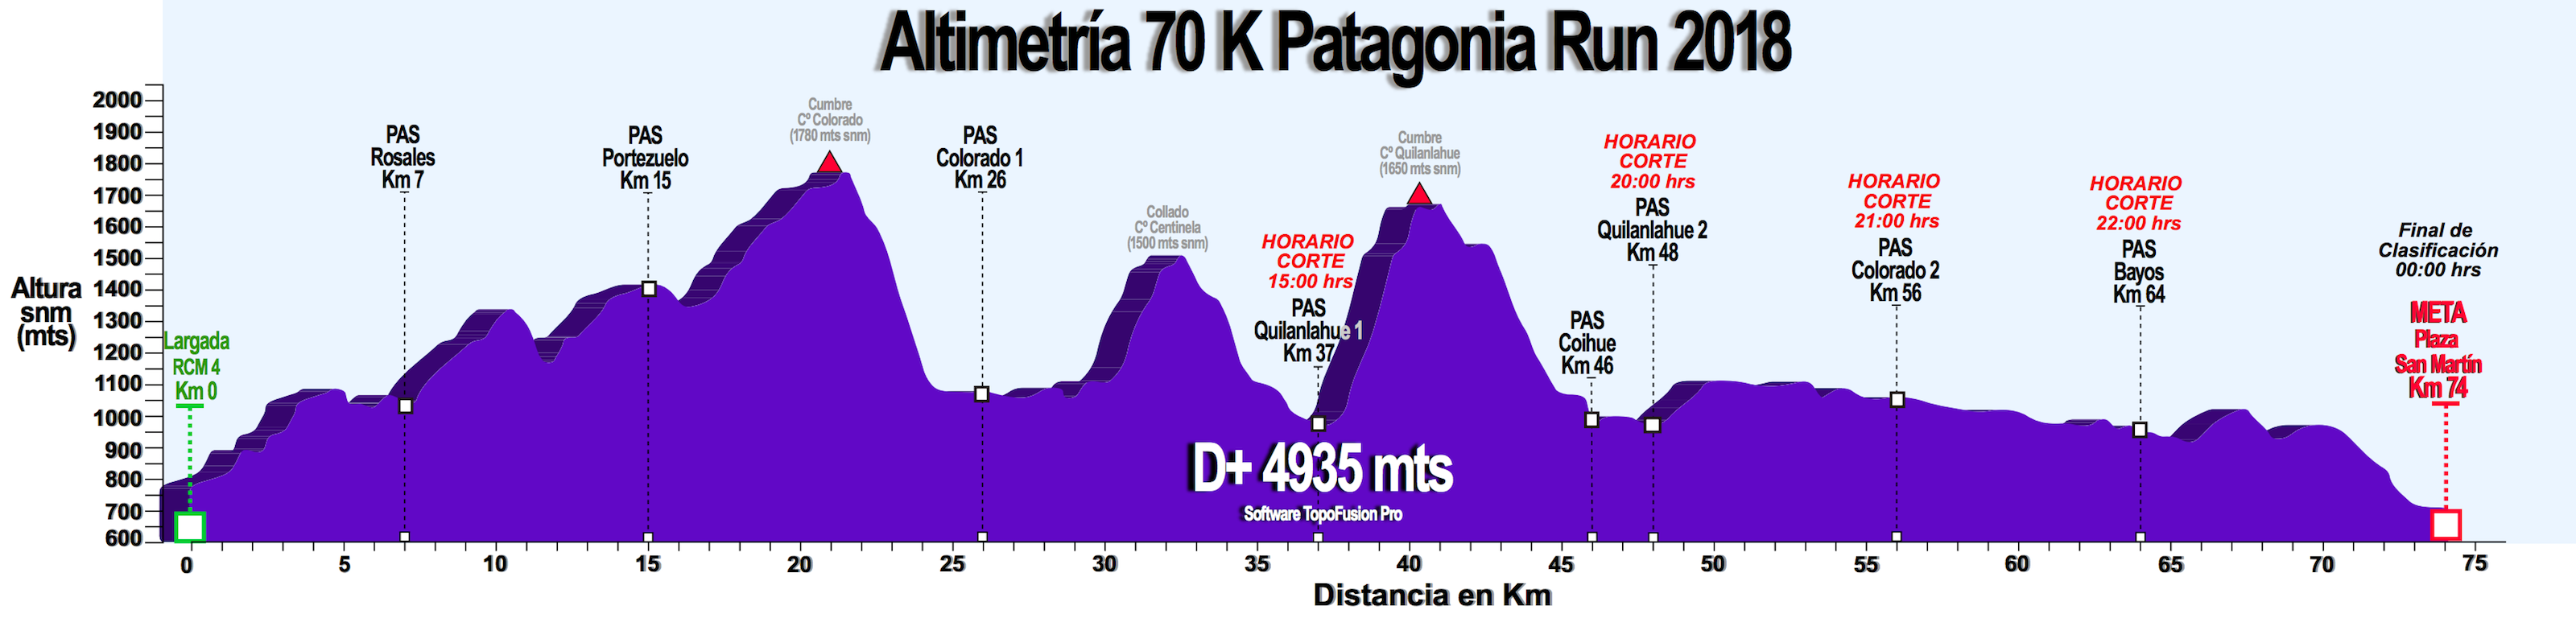 Altimetría 70 K Patagonia Run 2018
Altura
snm
(mts)
2000
1900
1800
1700
1600
1500
1400
1300
1200
1100
1000
900
800
700
600
Largada
RCM 4
Km 0
PAS
Rosales
Km 7
PAS
Portezuelo
Km 15
Cumbre
Cº Colorado
(1780 mts snm)
PAS
Colorado 1
Km 26
Collado
Cº Centinela
(1500 mts snm)
HORARIO
CORTE
15:00 hrs
PAS
Quilanlahue 1
Km 37
Cumbre
Cº Quilanlahue
(1650 mts snm)
PAS
Coihue
Km 46
HORARIO
CORTE
20:00 hrs
PAS
Quilanlahue 2
Km 48
HORARIO
CORTE
21:00 hrs
PAS
Colorado 2
Km 56
HORARIO
CORTE
22:00 hrs
PAS
Bayos
Km 64
Final de
Clasificación
00:00 hrs
META
Plaza
San Martín
Km 74
D+ 4935 mts
Software TopoFusion Pro
0 5 10 15 20 25 30 35 40 45 50 55 60 65 70 75
Distancia en Km